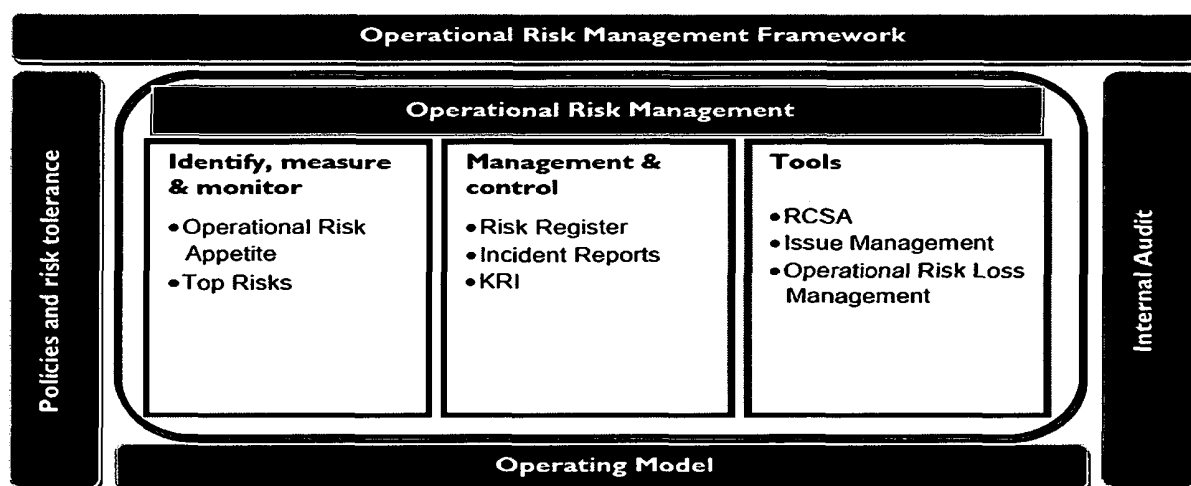 Operational Risk Management Framework
Policies and risk tolerance
Operational Risk Management
Identify, measure
& monitor
•Operational Risk
Appetite
•Top Risks
Management &
control
•Risk Register
•Incident Reports
•KRI
Tools
•RCSA
•Issue Management
•Operational Risk Loss
Management
Internal Audit
Operating Model